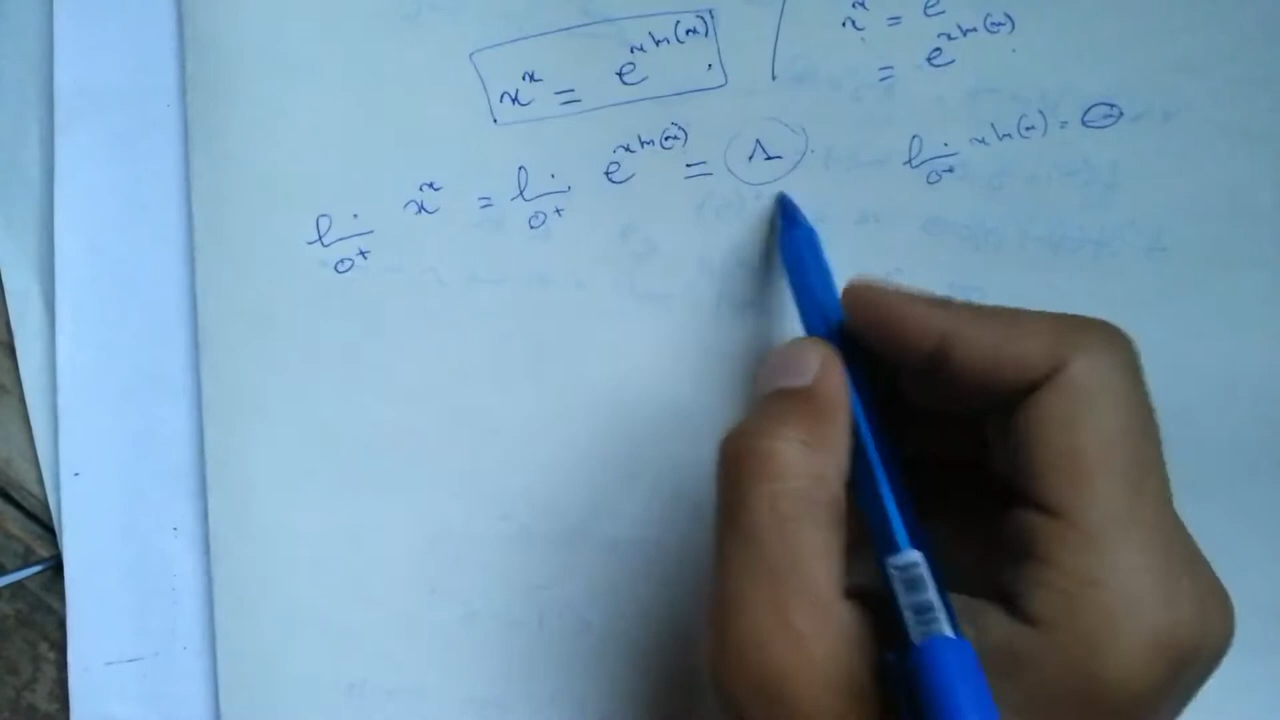 x^x = e^{x ln(x)}.
x^x = e
= e^{x ln(x)}.
lim_{0^+} x^x = lim_{0^+} e^{x ln(x)} = 1.
lim_{0^+} x ln(x) = 0